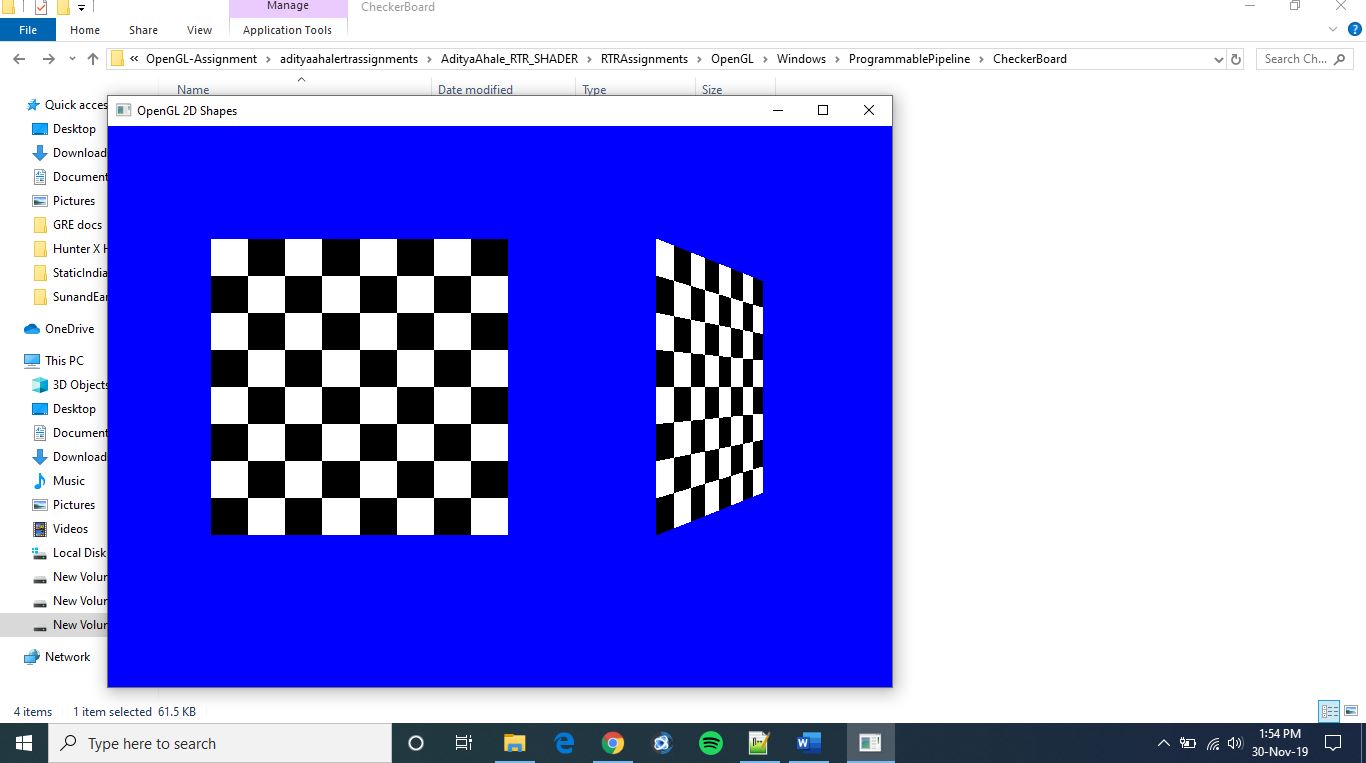 Manage CheckerBoard
File Home Share View Application Tools
« OpenGL-Assignment › adityaahalertrassignments › AdityaAhale_RTR_SHADER › RTRAssignments › OpenGL › Windows › ProgrammablePipeline › CheckerBoard Search Ch...
Name Date modified Type Size
Quick acces
OpenGL 2D Shapes
Desktop
Download
Document
Pictures
GRE docs
Hunter X H
StaticIndia
SunandEar
OneDrive
This PC
3D Objects
Desktop
Document
Download
Music
Pictures
Videos
Local Disk
New Volur
New Volur
New Volur
Network
4 items 1 item selected 61.5 KB
Type here to search
1:54 PM
30-Nov-19